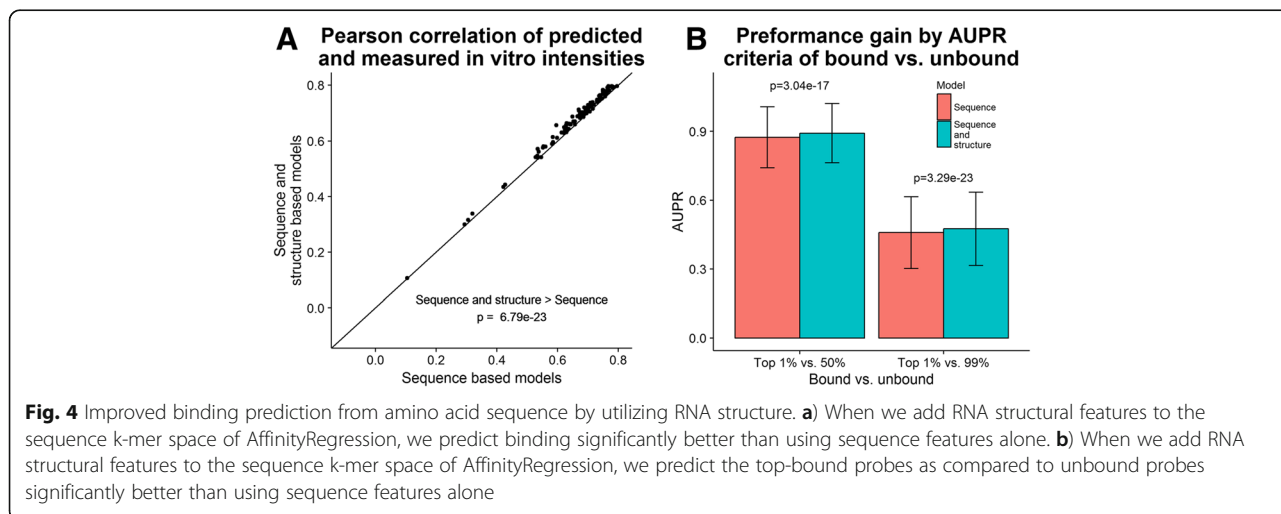 A
Pearson correlation of predicted
and measured in vitro intensities
Sequence and
structure based models
0.8
0.6
0.4
0.2
0.0
Sequence and structure > Sequence
p = 6.79e-23
0.0 0.2 0.4 0.6 0.8
Sequence based models
B
Preformance gain by AUPR
criteria of bound vs. unbound
AUPR
0.9
0.6
0.3
0.0
p=3.04e-17
p=3.29e-23
Model
Sequence
Sequence
and
structure
Top 1% vs. 50% Top 1% vs. 99%
Bound vs. unbound
Fig. 4 Improved binding prediction from amino acid sequence by utilizing RNA structure. a) When we add RNA structural features to the
sequence k-mer space of AffinityRegression, we predict binding significantly better than using sequence features alone. b) When we add RNA
structural features to the sequence k-mer space of AffinityRegression, we predict the top-bound probes as compared to unbound probes
significantly better than using sequence features alone